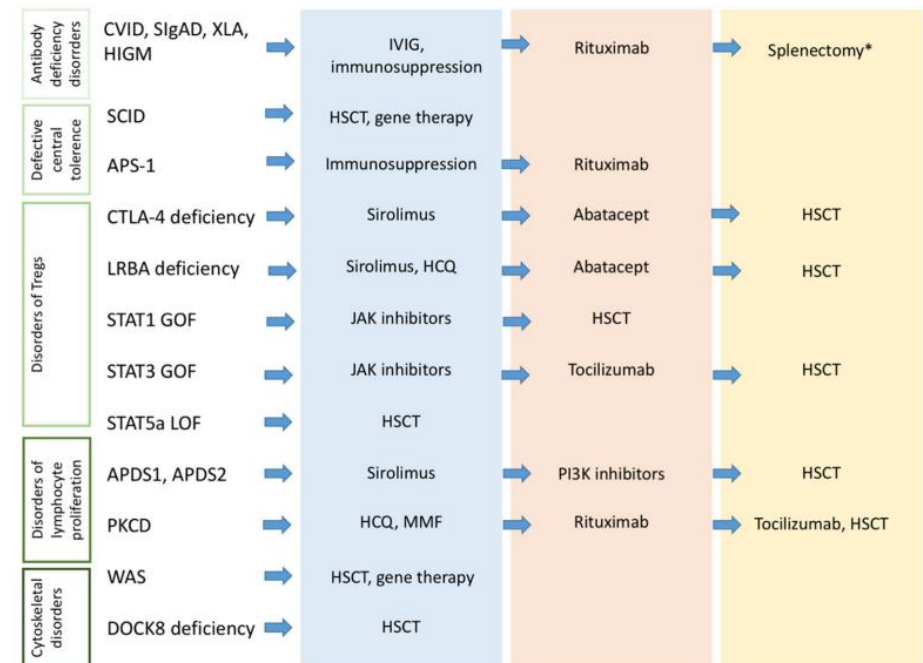 Antibody
deficiency
disorders
CVID, SIgAD, XLA,
HIGM
IVIG,
immunosuppression
Rituximab
Splenectomy*
Defective
central
tolerence
SCID
HSCT, gene therapy
APS-1
Immunosuppression
Rituximab
Disorders of Tregs
CTLA-4 deficiency
Sirolimus
Abatacept
HSCT
LRBA deficiency
Sirolimus, HCQ
Abatacept
HSCT
STAT1 GOF
JAK inhibitors
HSCT
STAT3 GOF
JAK inhibitors
Tocilizumab
HSCT
STAT5a LOF
HSCT
Disorders of
lymphocyte
proliferation
APDS1, APDS2
Sirolimus
PI3K inhibitors
HSCT
PKCD
HCQ, MMF
Rituximab
Tocilizumab, HSCT
Cytoskeletal
disorders
WAS
HSCT, gene therapy
DOCK8 deficiency
HSCT